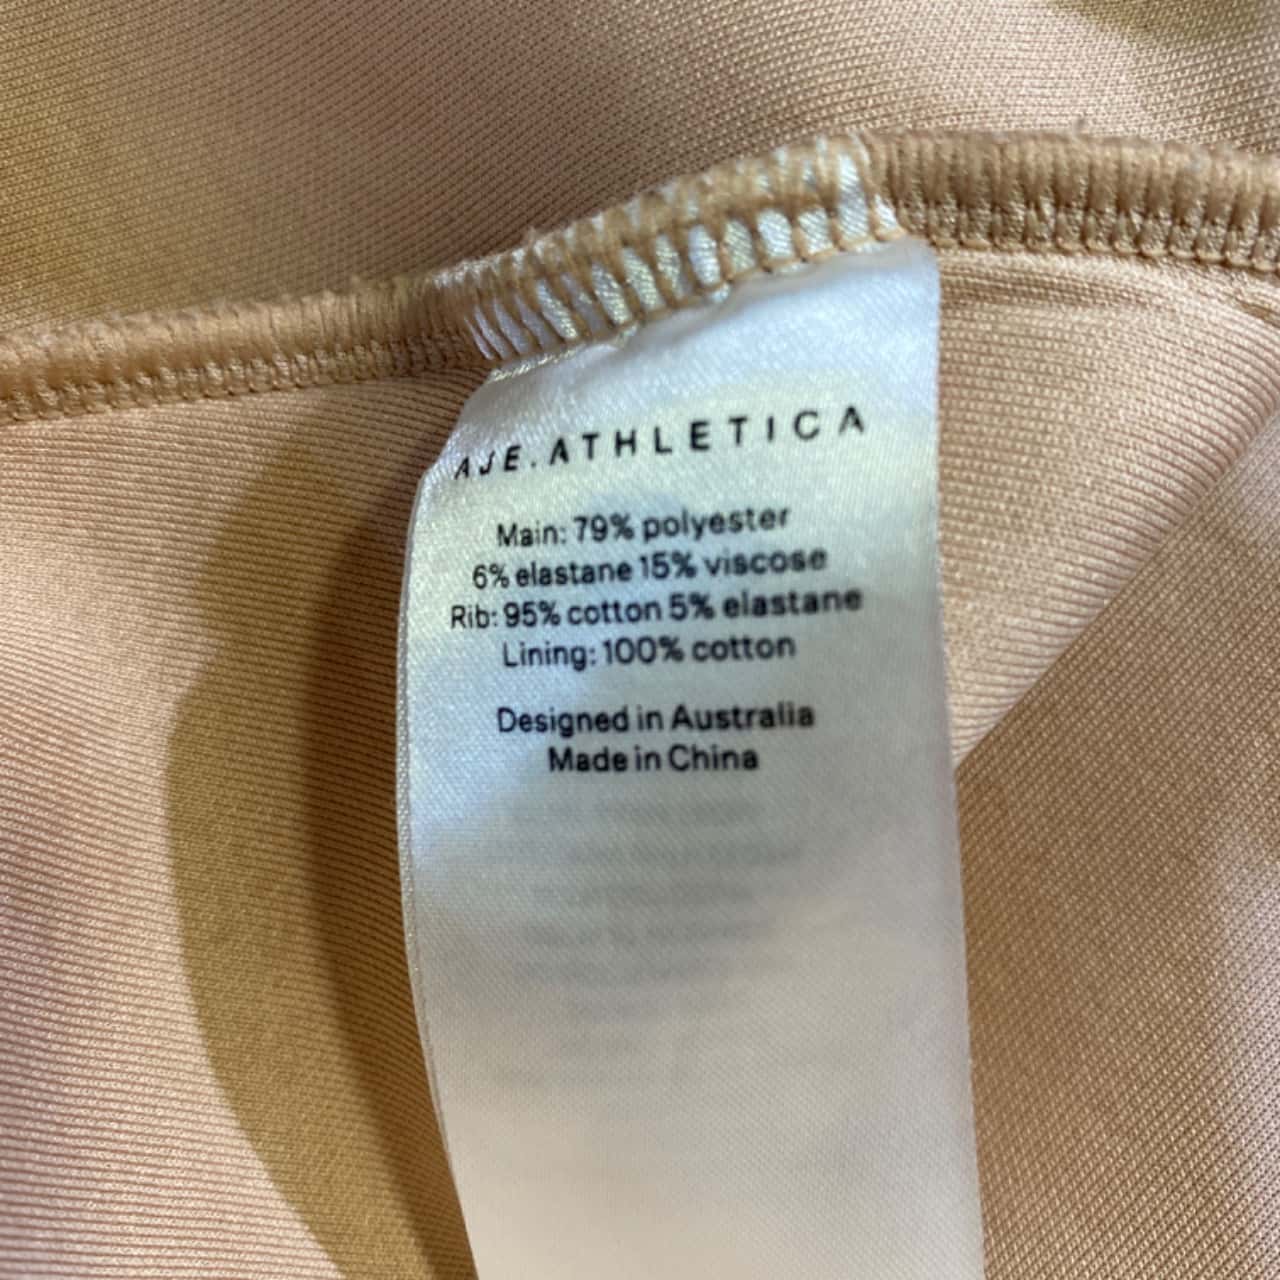 AJE.ATHLETICA
Main: 79% polyester
6% elastane 15% viscose
Rib: 95% cotton 5% elastane
Lining: 100% cotton
Designed in Australia
Made in China